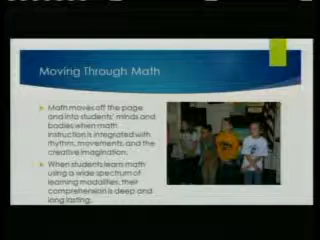 Moving Through Math
Math moves off the page
and into students' minds and
bodies when math
instruction is integrated with
rhythm, movements, and the
creative imagination.
When students learn math
using a wide spectrum of
learning modalities, their
comprehension is deep and
long lasting.